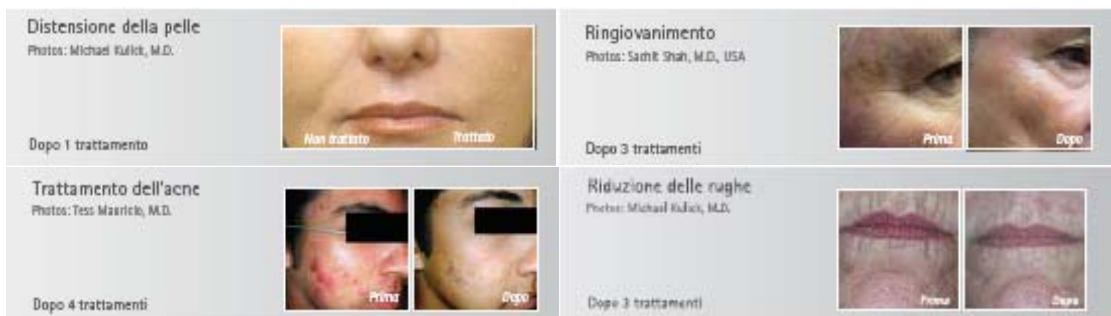 Distensione della pelle
Photos: Michael Kulick, M.D.
Non trattato
Trattato
Dopo 1 trattamento
Ringiovanimento
Photos: Sachit Shah, M.D., USA
Prima
Dopo
Dopo 3 trattamenti
Trattamento dell'acne
Photos: Tess Mauricio, M.D.
Prima
Dopo
Dopo 4 trattamenti
Riduzione delle rughe
Photos: Michael Kulick, M.D.
Prima
Dopo
Dopo 3 trattamenti